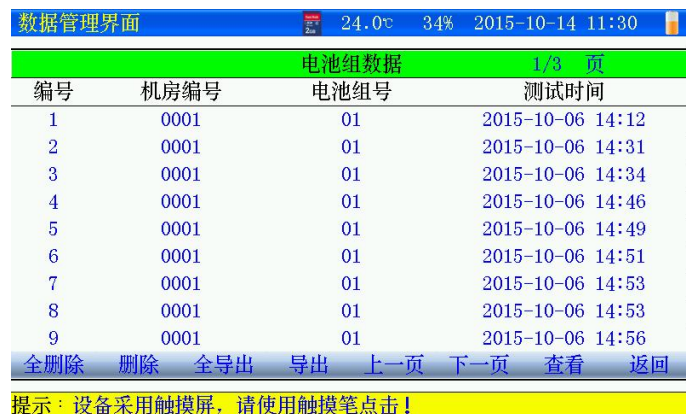 数据管理界面 SanDisk 2GB 24.0℃ 34% 2015-10-14 11:30
电池组数据 1/3 页
编号 机房编号 电池组号 测试时间
1 0001 01 2015-10-06 14:12
2 0001 01 2015-10-06 14:31
3 0001 01 2015-10-06 14:34
4 0001 01 2015-10-06 14:46
5 0001 01 2015-10-06 14:49
6 0001 01 2015-10-06 14:51
7 0001 01 2015-10-06 14:53
8 0001 01 2015-10-06 14:53
9 0001 01 2015-10-06 14:56
全删除 删除 全导出 导出 上一页 下一页 查看 返回
提示：设备采用触摸屏，请使用触摸笔点击！